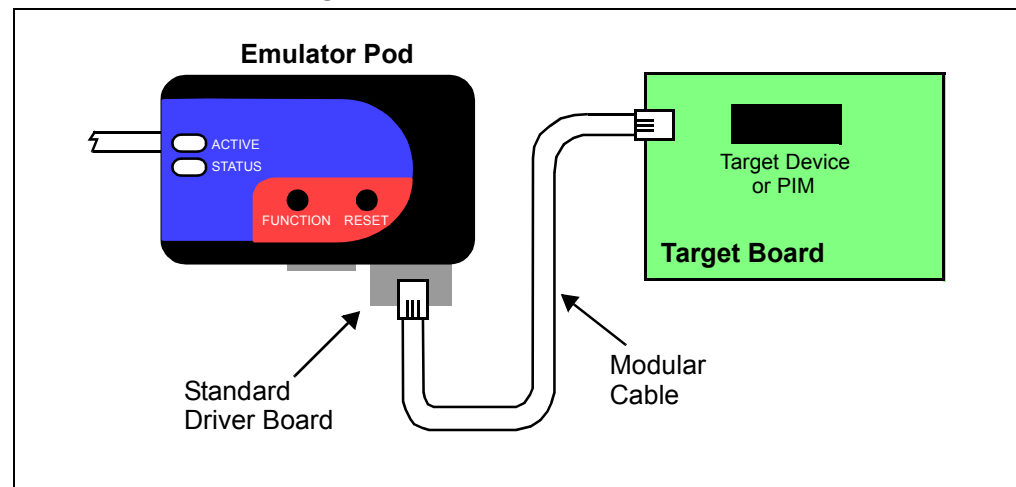 Emulator Pod
ACTIVE
STATUS
FUNCTION RESET
Target Device
or PIM
Target Board
Standard
Driver Board
Modular
Cable